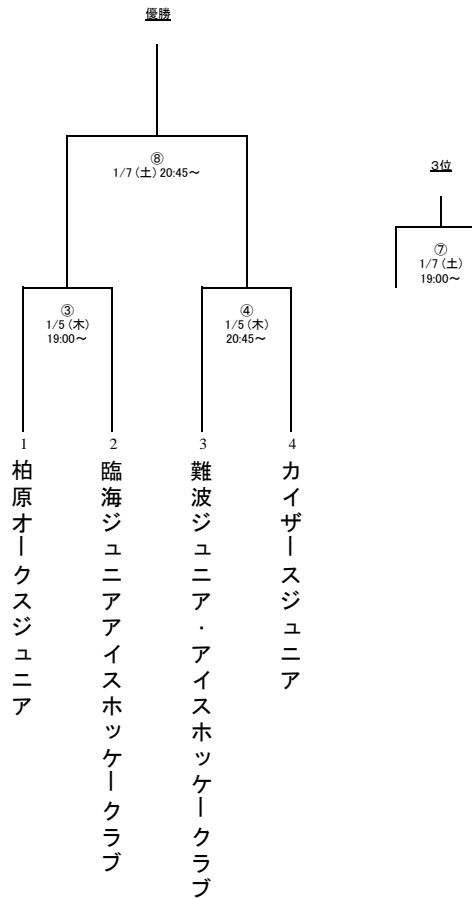 優勝
⑧
1/7（土）20:45～
3位
⑦
1/7（土）
19:00～
③
1/5（木）
19:00～
④
1/5（木）
20:45～
1
2
3
4
柏原オークスジュニア
臨海ジュニアアイスホッケークラブ
難波ジュニア・アイスホッケークラブ
カイザースジュニア